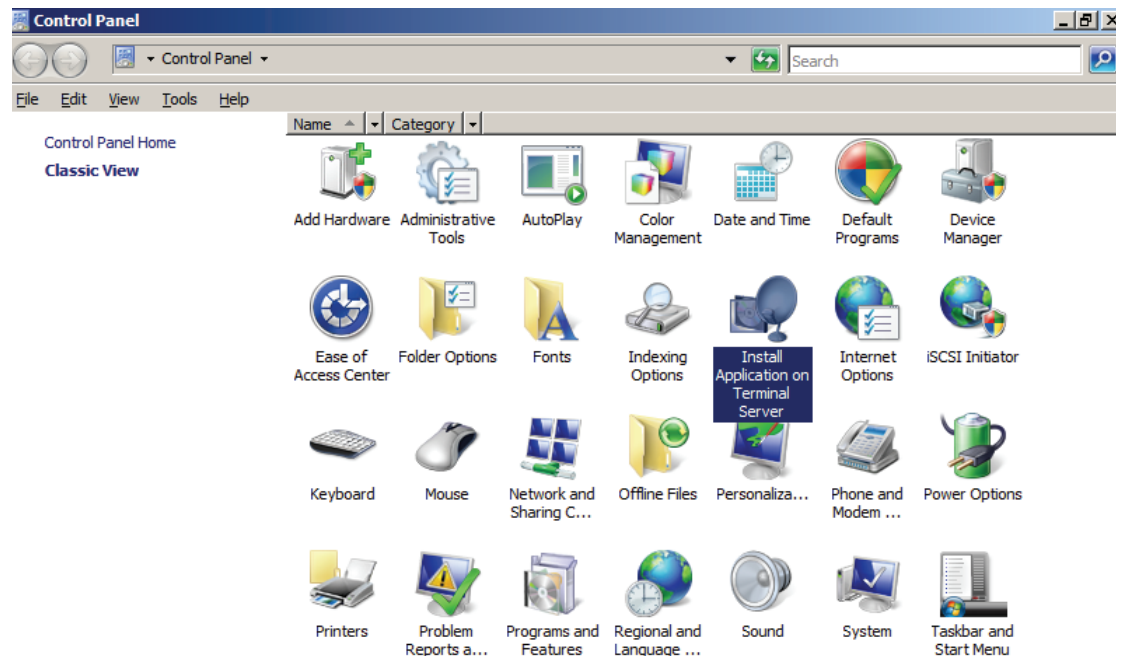 Control Panel
Control Panel
Search
File Edit View Tools Help
Name Category
Control Panel Home
Classic View
Add Hardware
Administrative
Tools
AutoPlay
Color
Management
Date and Time
Default
Programs
Device
Manager
Ease of
Access Center
Folder Options
Fonts
Indexing
Options
Install
Application on
Terminal
Server
Internet
Options
iSCSI Initiator
Keyboard
Mouse
Network and
Sharing C...
Offline Files
Personaliza...
Phone and
Modem ...
Power Options
Printers
Problem
Reports a...
Programs and
Features
Regional and
Language ...
Sound
System
Taskbar and
Start Menu